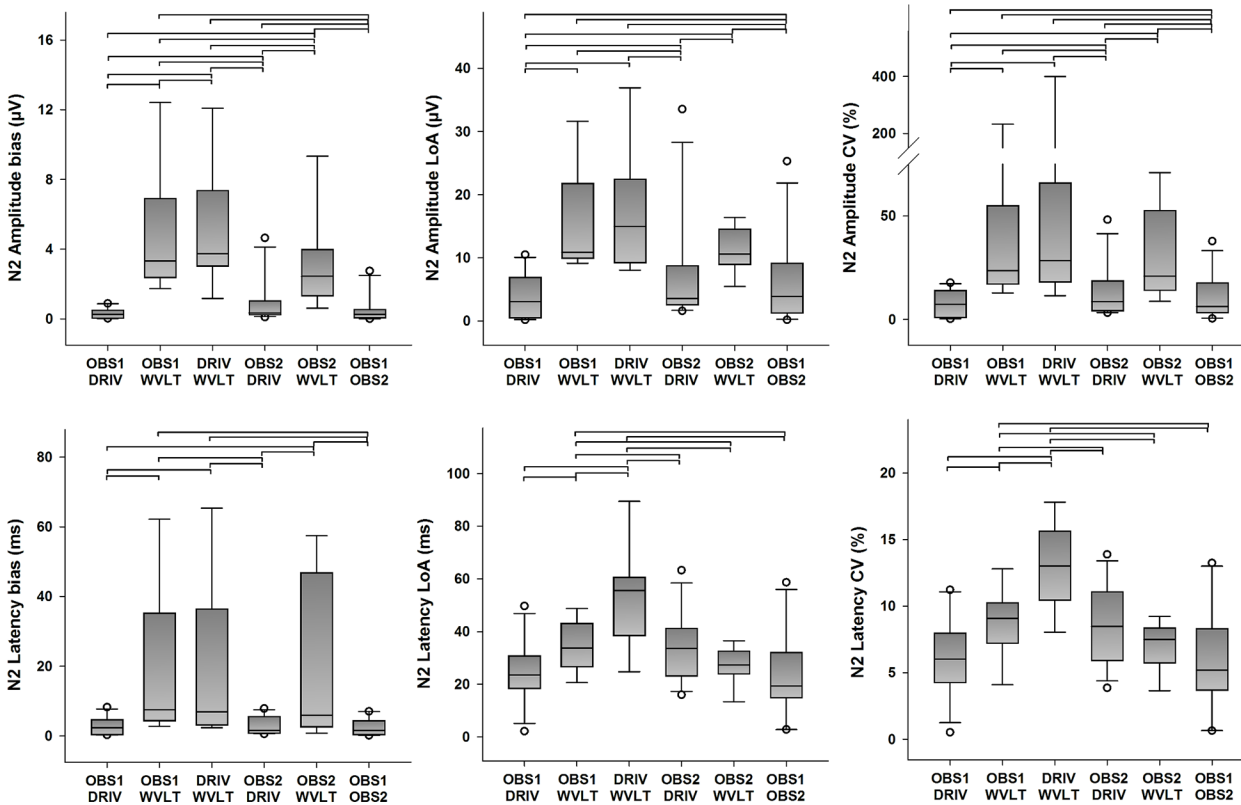 N2 Amplitude bias (µV)
16
12
8
4
0
OBS1 OBS1 DRIV OBS2 OBS2 OBS1
DRIV WVLT WVLT DRIV WVLT OBS2
N2 Amplitude LoA (µV)
40
30
20
10
0
OBS1 OBS1 DRIV OBS2 OBS2 OBS1
DRIV WVLT WVLT DRIV WVLT OBS2
N2 Amplitude CV (%)
400
200
50
0
OBS1 OBS1 DRIV OBS2 OBS2 OBS1
DRIV WVLT WVLT DRIV WVLT OBS2
N2 Latency bias (ms)
80
60
40
20
0
OBS1 OBS1 DRIV OBS2 OBS2 OBS1
DRIV WVLT WVLT DRIV WVLT OBS2
N2 Latency LoA (ms)
100
80
60
40
20
0
OBS1 OBS1 DRIV OBS2 OBS2 OBS1
DRIV WVLT WVLT DRIV WVLT OBS2
N2 Latency CV (%)
20
15
10
5
0
OBS1 OBS1 DRIV OBS2 OBS2 OBS1
DRIV WVLT WVLT DRIV WVLT OBS2